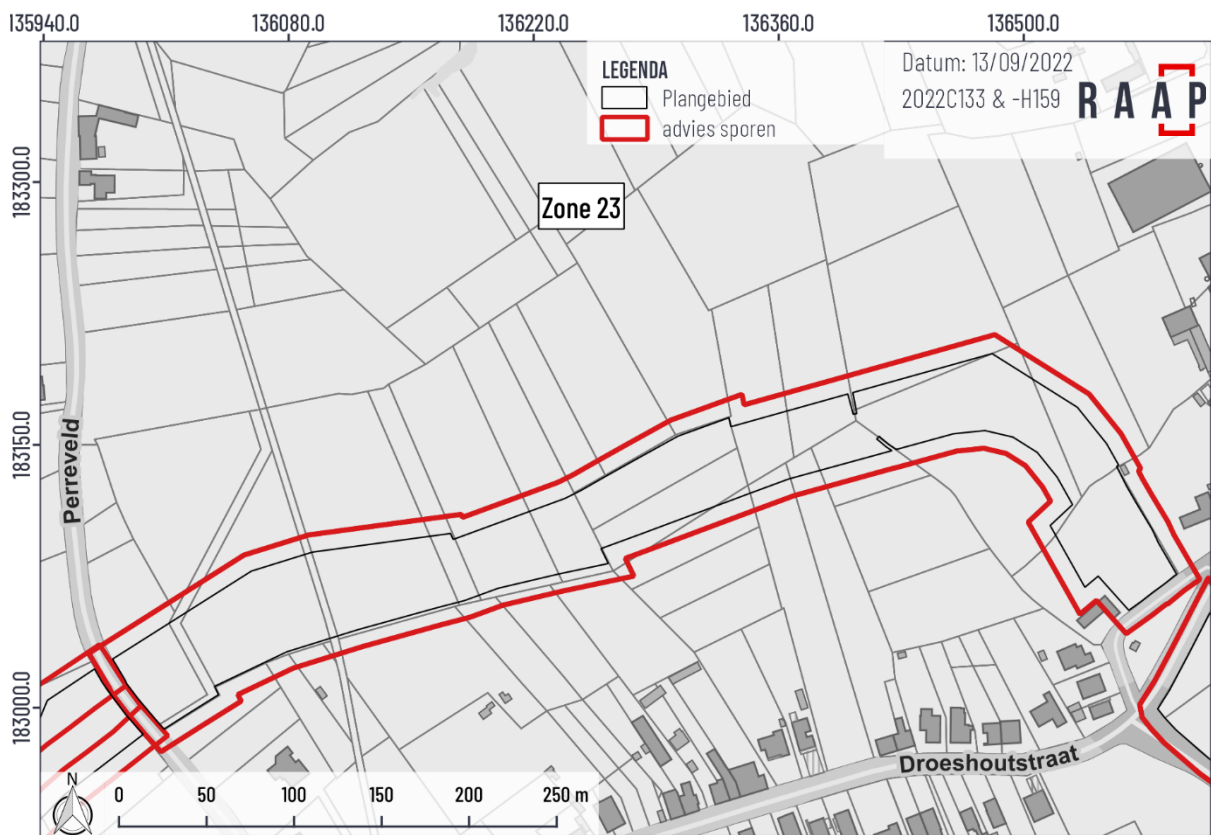 135940.0 136080.0 136220.0 136360.0 136500.0
LEGENDA
Plangebied
advies sporen
Datum: 13/09/2022
2022C133 & -H159
RAAP
183300.0
Zone 23
183150.0
Perreveld
183000.0
Droeshoutstraat
N
0 50 100 150 200 250 m